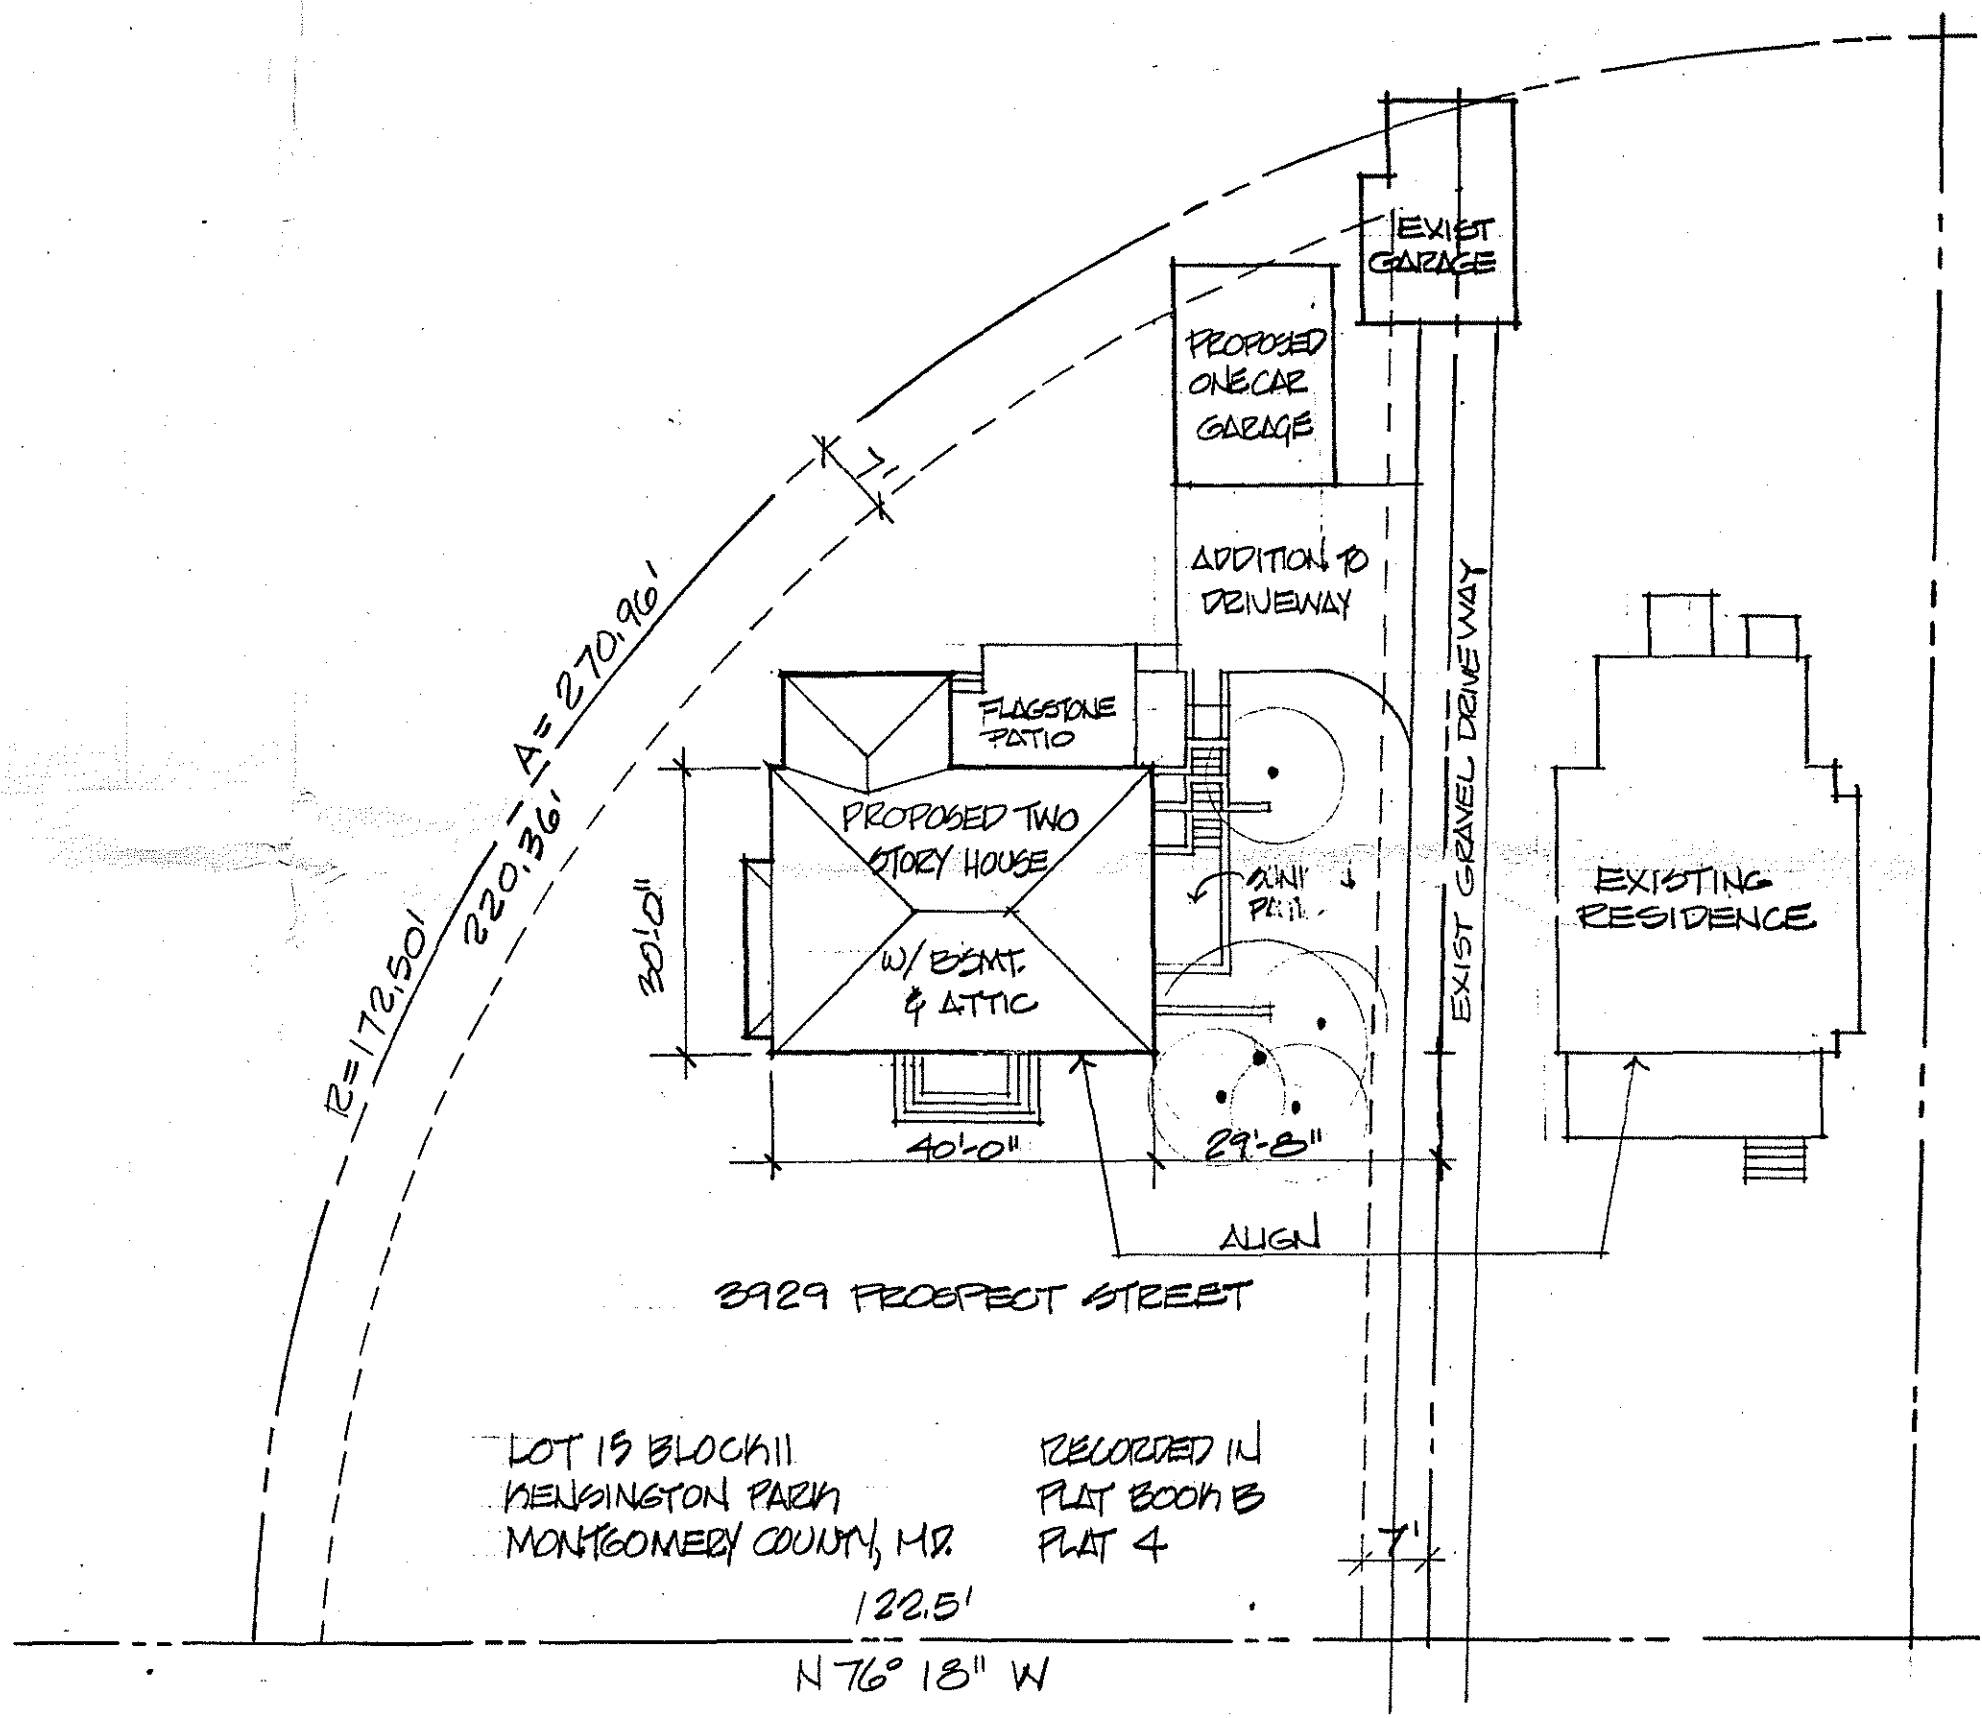 EXIST
GARAGE
PROPOSED
ONE CAR
GARAGE
7'
ADDITION TO
DRIVEWAY
A= 270.96'
220.36'
R=172.50'
EXIST GRAVEL DRIVEWAY
FLAGSTONE
PATIO
PROPOSED TWO
STORY HOUSE
W/ BSMT.
& ATTIC
30'-0"
EXISTING
RESIDENCE
40'-0"
29'-8"
ALIGN
3929 PROSPECT STREET
LOT 15 BLOCK 11
KENSINGTON PARK
MONTGOMERY COUNTY, MD.
RECORDED IN
PLAT BOOK B
PLAT 4
7'
122.5'
N 76° 18" W